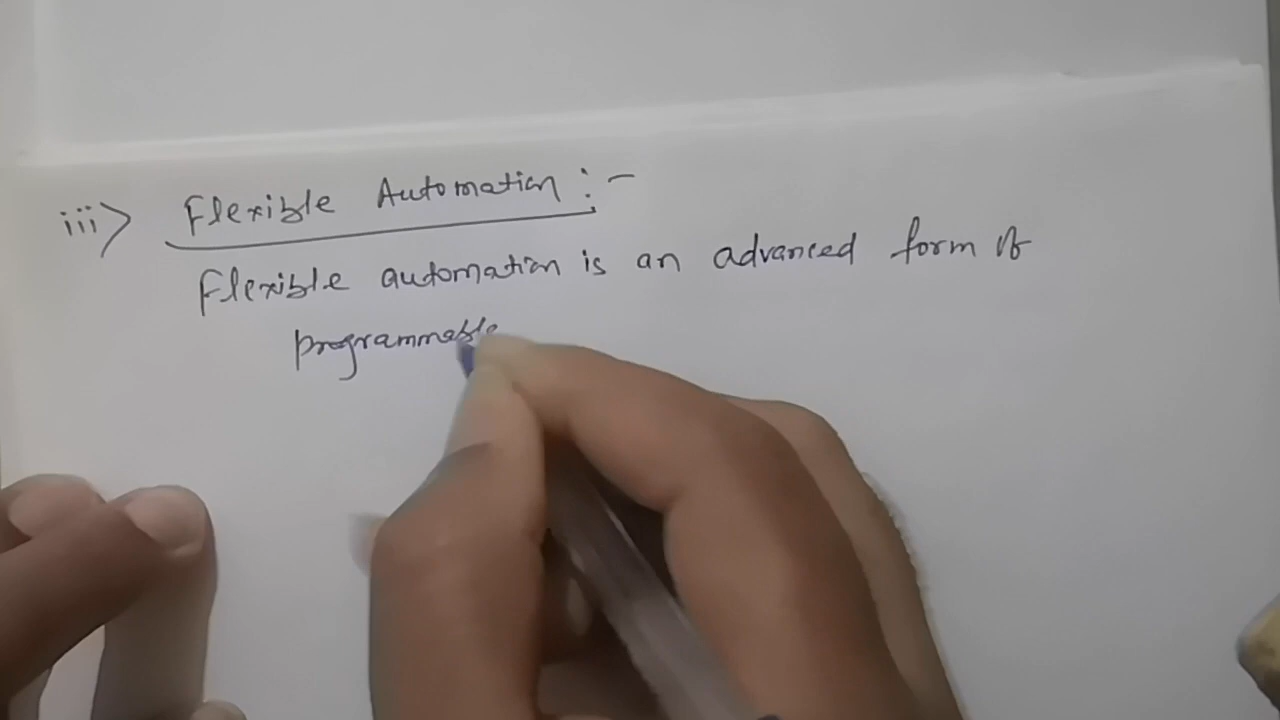 iii> Flexible Automation :-
Flexible automation is an advanced form of
programmable